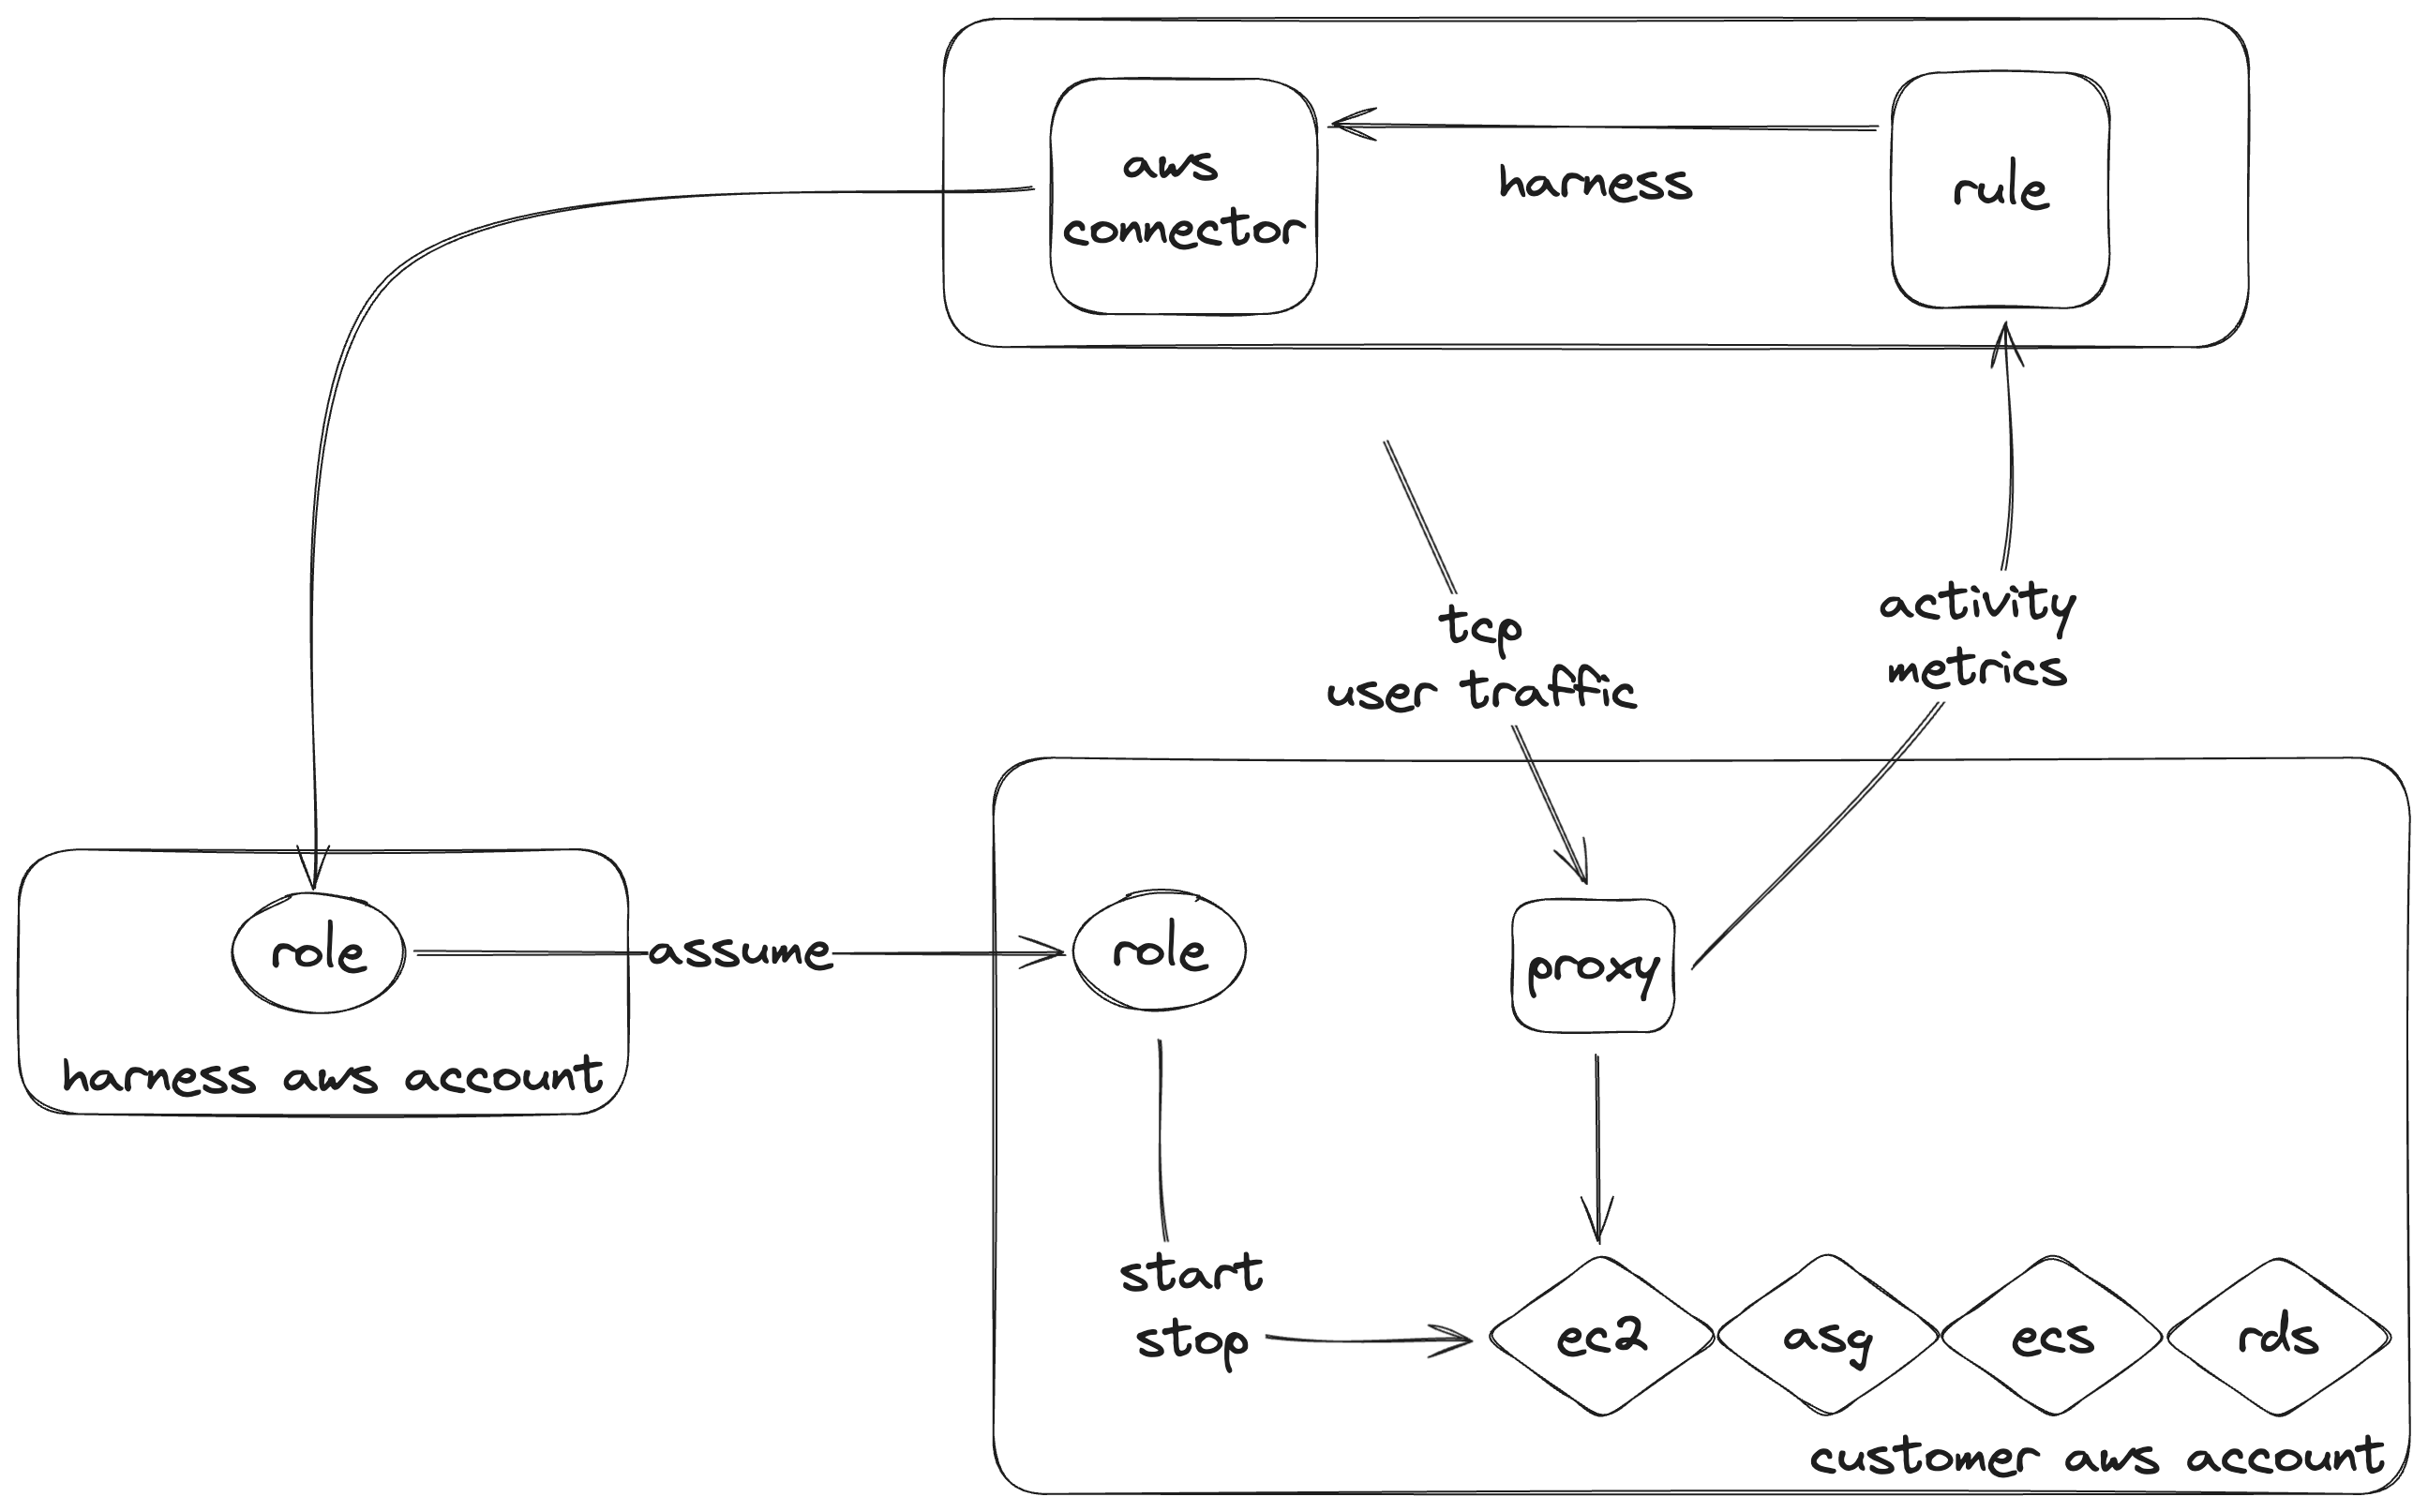 aws
connector
harness
rule
tcp
user traffic
activity
metrics
role
assume
role
proxy
harness aws account
start
stop
ec2
asg
ecs
rds
customer aws account